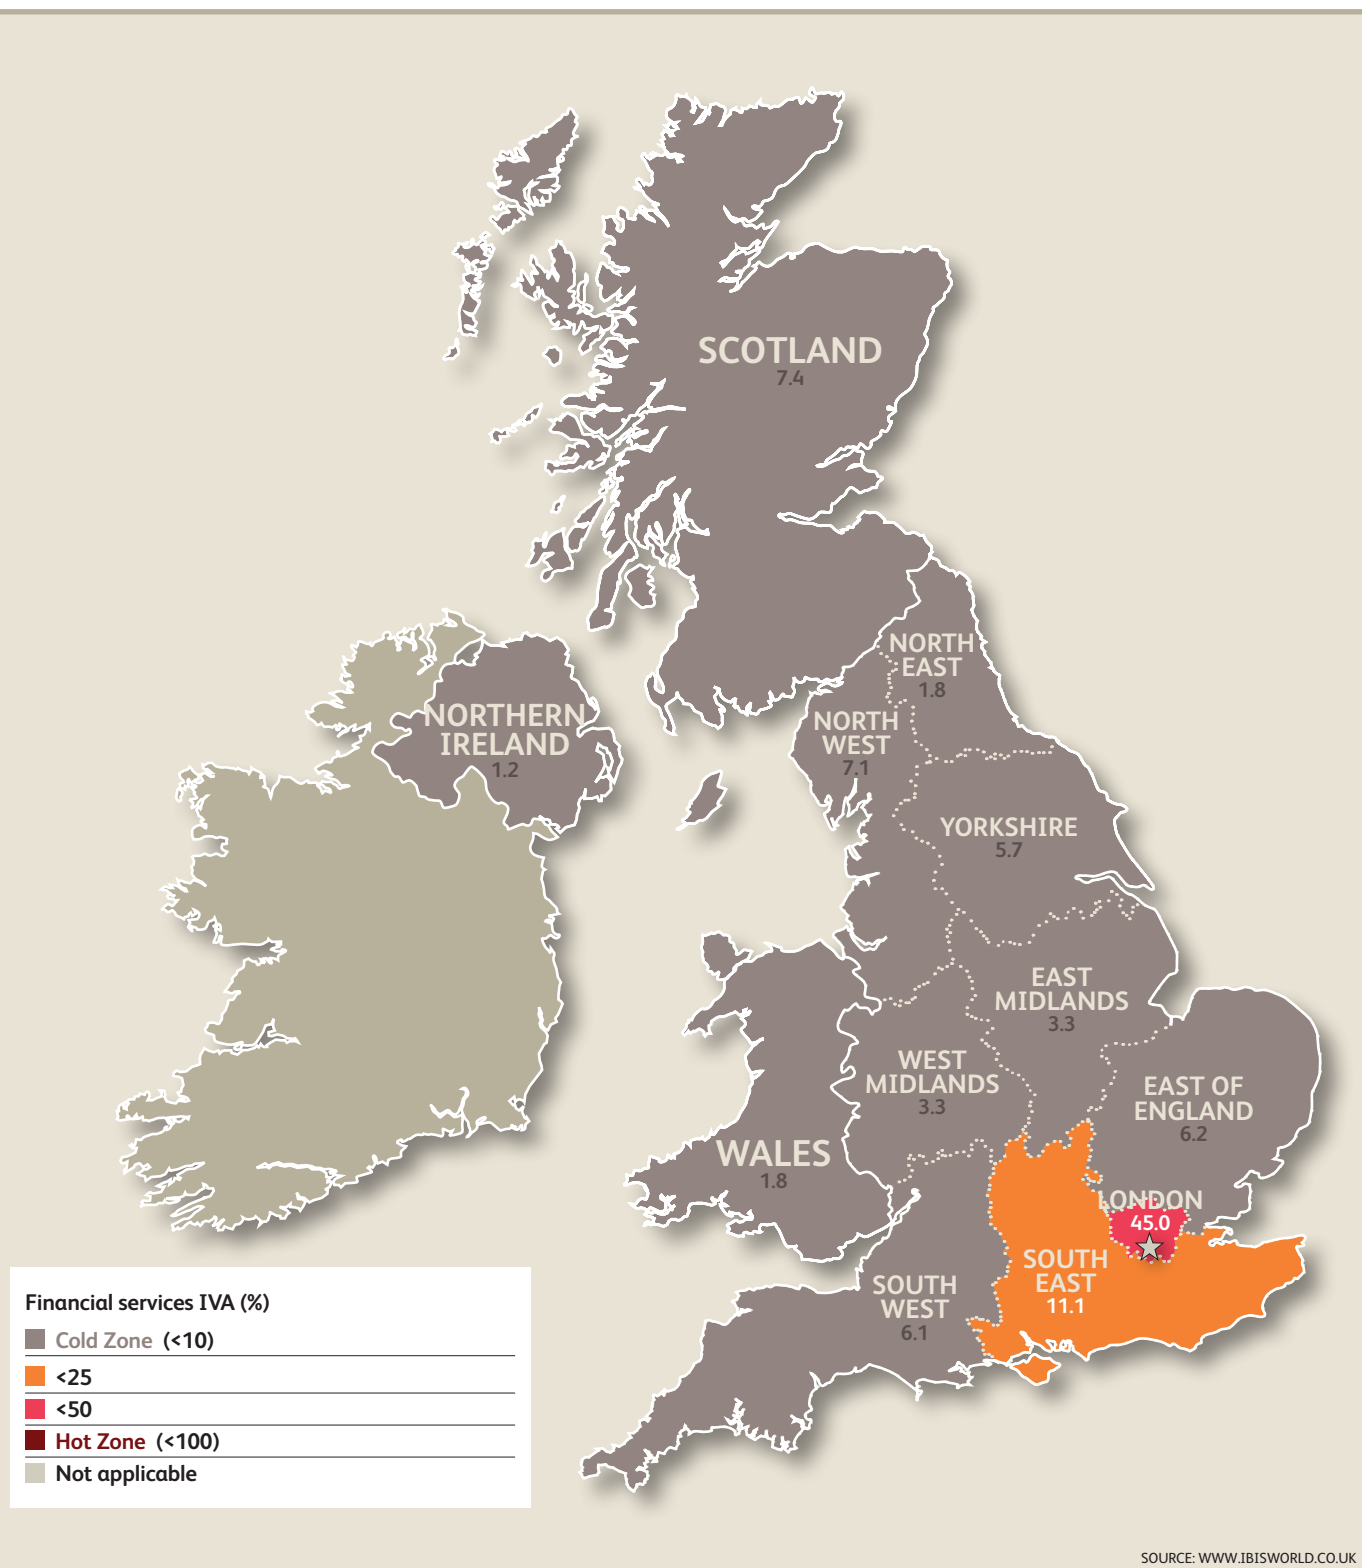 SCOTLAND
7.4
NORTH
EAST
1.8
NORTHERN
IRELAND
1.2
NORTH
WEST
7.1
YORKSHIRE
5.7
EAST
MIDLANDS
3.3
WEST
MIDLANDS
3.3
EAST OF
ENGLAND
6.2
WALES
1.8
LONDON
45.0
SOUTH
EAST
11.1
SOUTH
WEST
6.1
Financial services IVA (%)
Cold Zone (<10)
<25
<50
Hot Zone (<100)
Not applicable
SOURCE: WWW.IBISWORLD.CO.UK